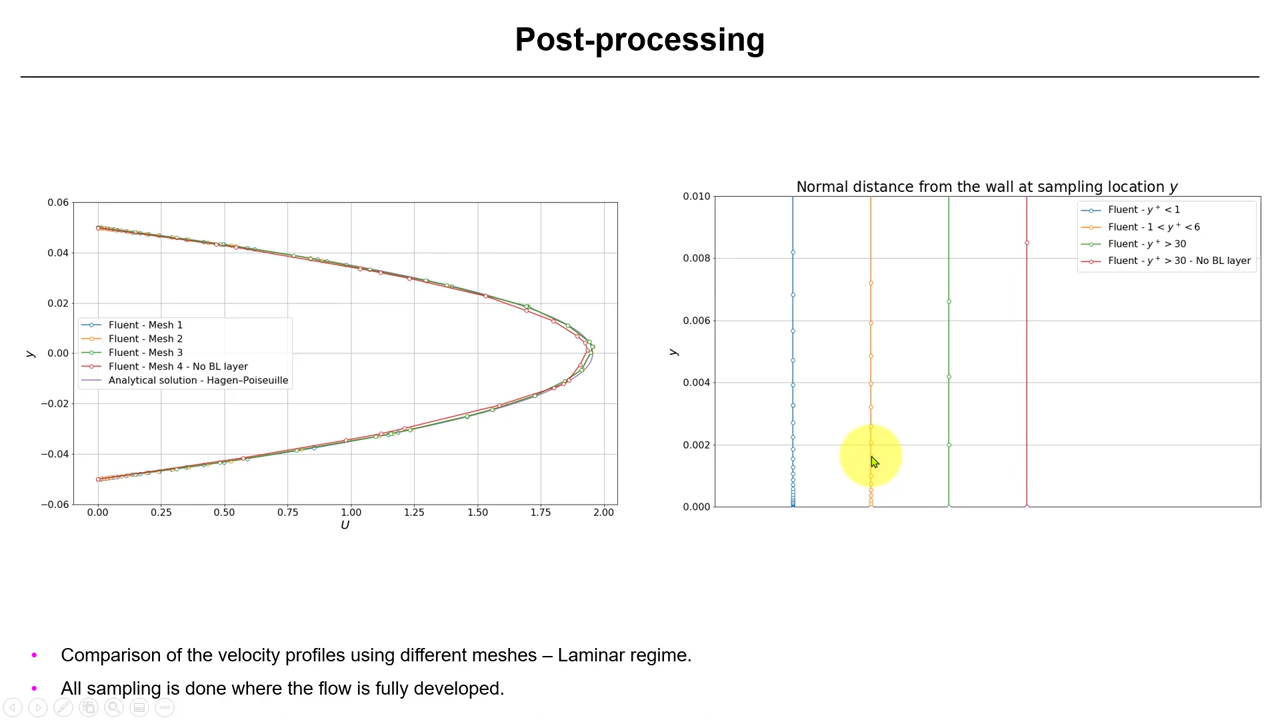 Post-processing
0.06
0.04
0.02
0.00
−0.02
−0.04
−0.06
y
Fluent - Mesh 1
Fluent - Mesh 2
Fluent - Mesh 3
Fluent - Mesh 4 - No BL layer
Analytical solution - Hagen–Poiseuille
0.00 0.25 0.50 0.75 1.00 1.25 1.50 1.75 2.00
U
Normal distance from the wall at sampling location y
0.010
0.008
0.006
0.004
0.002
0.000
y
Fluent - y⁺ < 1
Fluent - 1 < y⁺ < 6
Fluent - y⁺ > 30
Fluent - y⁺ > 30 - No BL layer
• Comparison of the velocity profiles using different meshes – Laminar regime.
• All sampling is done where the flow is fully developed.